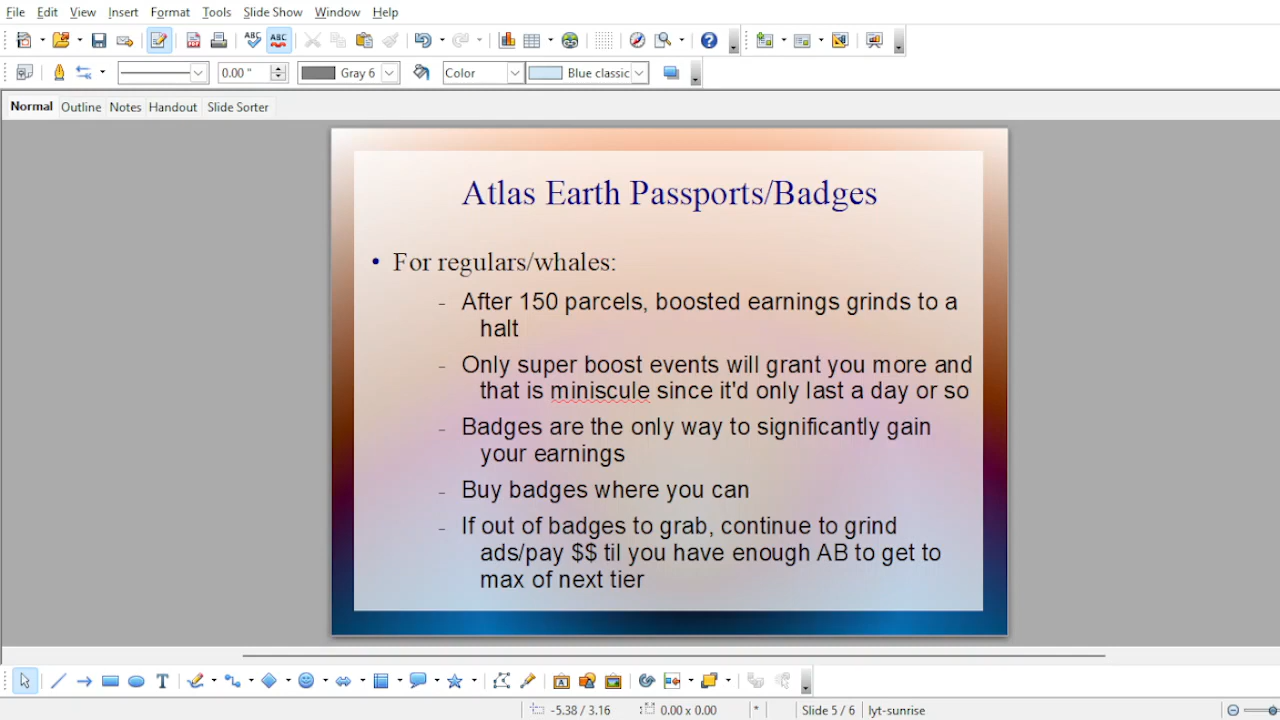 File Edit View Insert Format Tools Slide Show Window Help
ABC ABC
0.00 " Gray 6 Color Blue classic
Normal Outline Notes Handout Slide Sorter
Atlas Earth Passports/Badges
• For regulars/whales:
- After 150 parcels, boosted earnings grinds to a
halt
- Only super boost events will grant you more and
that is miniscule since it'd only last a day or so
- Badges are the only way to significantly gain
your earnings
- Buy badges where you can
- If out of badges to grab, continue to grind
ads/pay $$ til you have enough AB to get to
max of next tier
-5.38 / 3.16 0.00 x 0.00 * Slide 5 / 6 lyt-sunrise